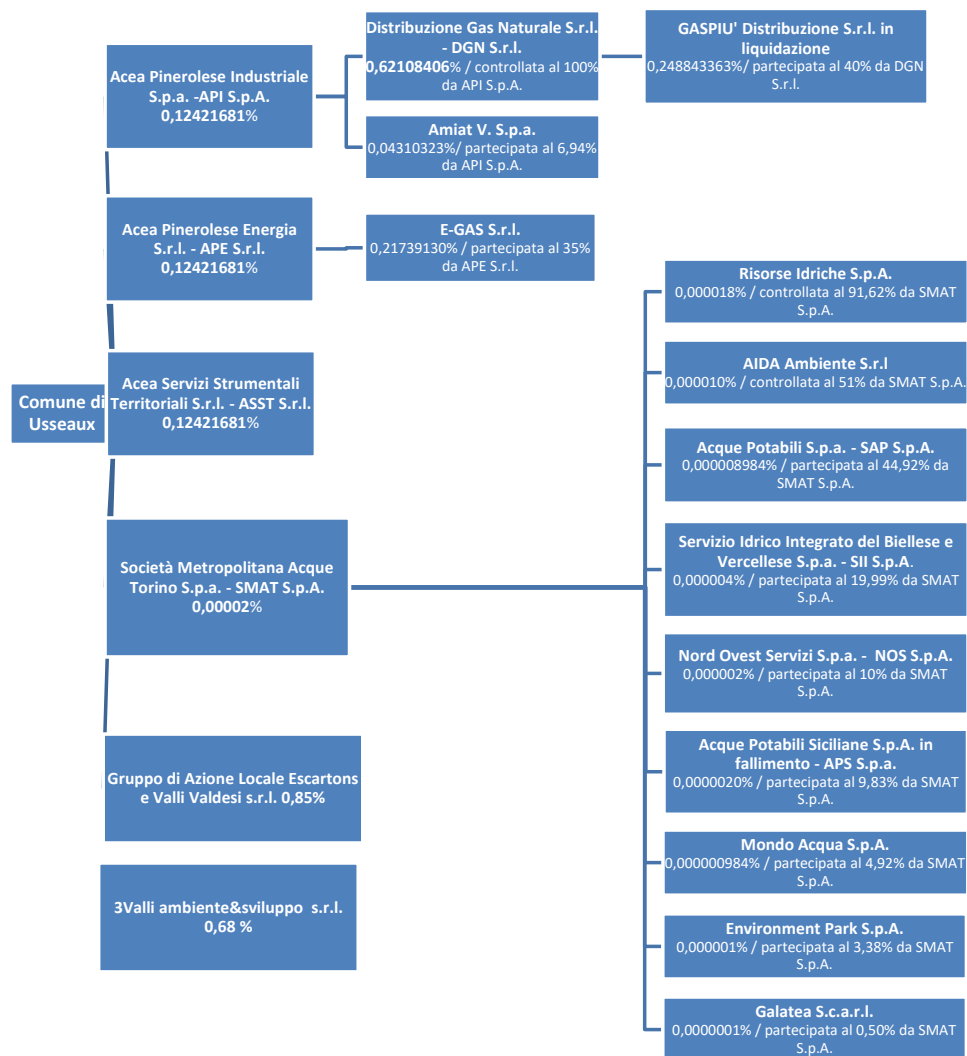 Comune di
Usseaux
Acea Pinerolese Industriale
S.p.a. -API S.p.A.
0,12421681%
Distribuzione Gas Naturale S.r.l.
- DGN S.r.l.
0,62108406% / controllata al 100%
da API S.p.A.
GASPIU' Distribuzione S.r.l. in
liquidazione
0,248843363%/ partecipata al 40% da DGN
S.r.l.
Amiat V. S.p.a.
0,04310323%/ partecipata al 6,94%
da API S.p.A.
Acea Pinerolese Energia
S.r.l. - APE S.r.l.
0,12421681%
E-GAS S.r.l.
0,21739130% / partecipata al 35%
da APE S.r.l.
Acea Servizi Strumentali
Territoriali S.r.l. - ASST S.r.l.
0,12421681%
Società Metropolitana Acque
Torino S.p.a. - SMAT S.p.A.
0,00002%
Risorse Idriche S.p.A.
0,000018% / controllata al 91,62% da SMAT
S.p.A.
AIDA Ambiente S.r.l
0,000010% / controllata al 51% da SMAT S.p.A.
Acque Potabili S.p.a. - SAP S.p.A.
0,000008984% / partecipata al 44,92% da
SMAT S.p.A.
Servizio Idrico Integrato del Biellese e
Vercellese S.p.a. - SII S.p.A.
0,000004% / partecipata al 19,99% da SMAT
S.p.A.
Nord Ovest Servizi S.p.a. - NOS S.p.A.
0,000002% / partecipata al 10% da SMAT
S.p.A.
Acque Potabili Siciliane S.p.A. in
fallimento - APS S.p.a.
0,0000020% / partecipata al 9,83% da SMAT
S.p.A.
Mondo Acqua S.p.A.
0,000000984% / partecipata al 4,92% da SMAT
S.p.A.
Environment Park S.p.A.
0,000001% / partecipata al 3,38% da SMAT
S.p.A.
Galatea S.c.a.r.l.
0,0000001% / partecipata al 0,50% da SMAT
S.p.A.
Gruppo di Azione Locale Escartons
e Valli Valdesi s.r.l. 0,85%
3Valli ambiente&sviluppo s.r.l.
0,68 %